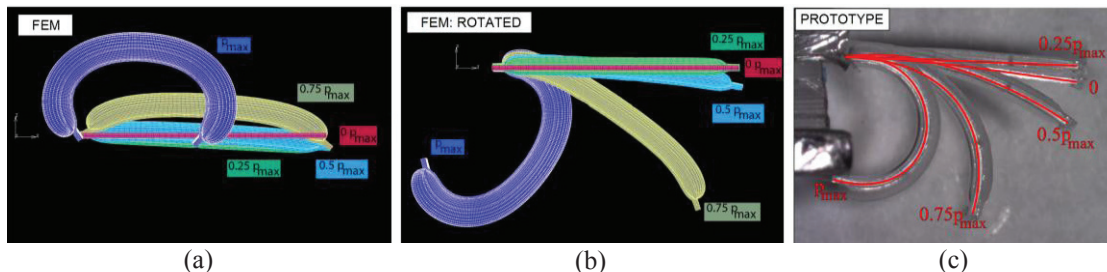 FEM
p_max
0.75 p_max
0 p_max
0.25 p_max
0.5 p_max
(a)
FEM: ROTATED
0.25 p_max
0 p_max
0.5 p_max
p_max
0.75 p_max
(b)
PROTOTYPE
0.25p_max
0
0.5p_max
p_max
0.75p_max
(c)